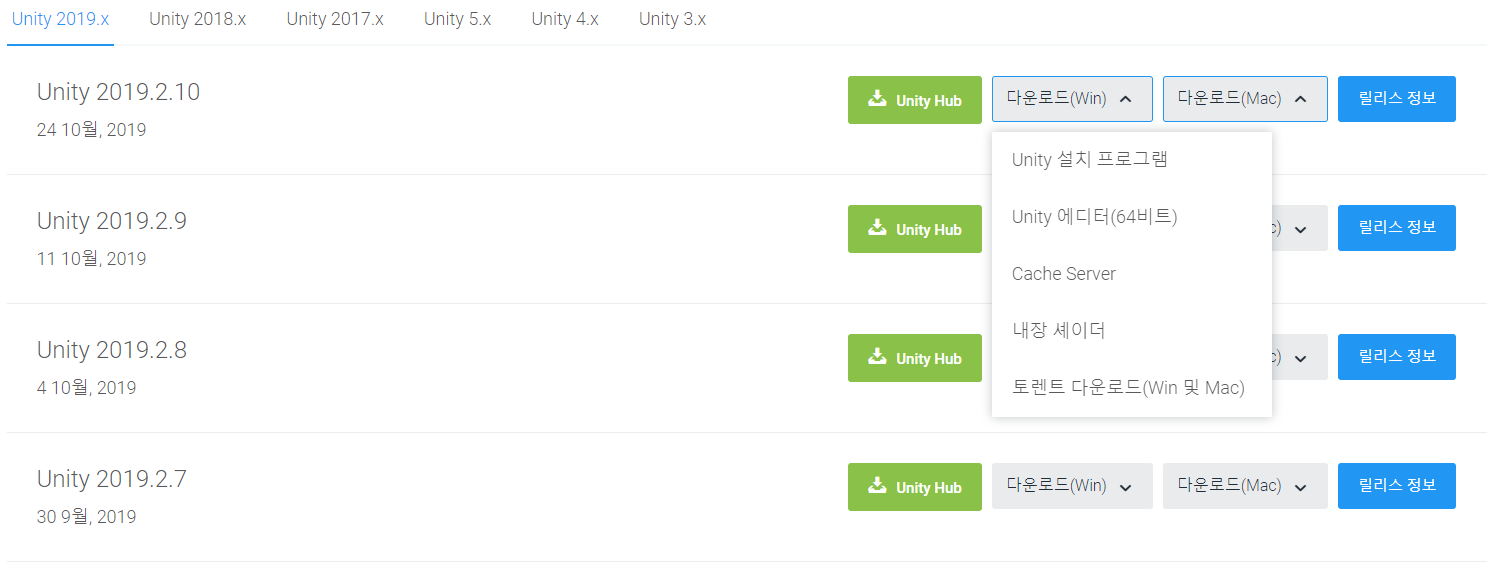 Unity 2019.x Unity 2018.x Unity 2017.x Unity 5.x Unity 4.x Unity 3.x
Unity 2019.2.10
24 10월, 2019
Unity Hub 다운로드(Win) 다운로드(Mac) 릴리스 정보
Unity 설치 프로그램
Unity 에디터(64비트)
Cache Server
내장 셰이더
토렌트 다운로드(Win 및 Mac)
Unity 2019.2.9
11 10월, 2019
Unity Hub c) 릴리스 정보
Unity 2019.2.8
4 10월, 2019
Unity Hub c) 릴리스 정보
Unity 2019.2.7
30 9월, 2019
Unity Hub 다운로드(Win) 다운로드(Mac) 릴리스 정보